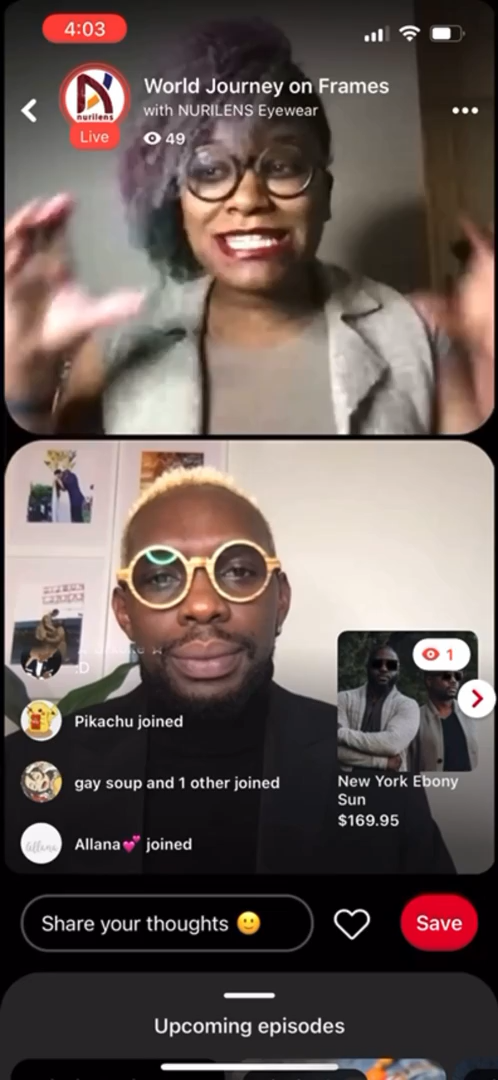 4:03
World Journey on Frames
nurilens
with NURILENS Eyewear
Live
49
:D
1
Pikachu joined
gay soup and 1 other joined
New York Ebony
Sun
$169.95
Allana💕 joined
Share your thoughts 🙂
Save
Upcoming episodes